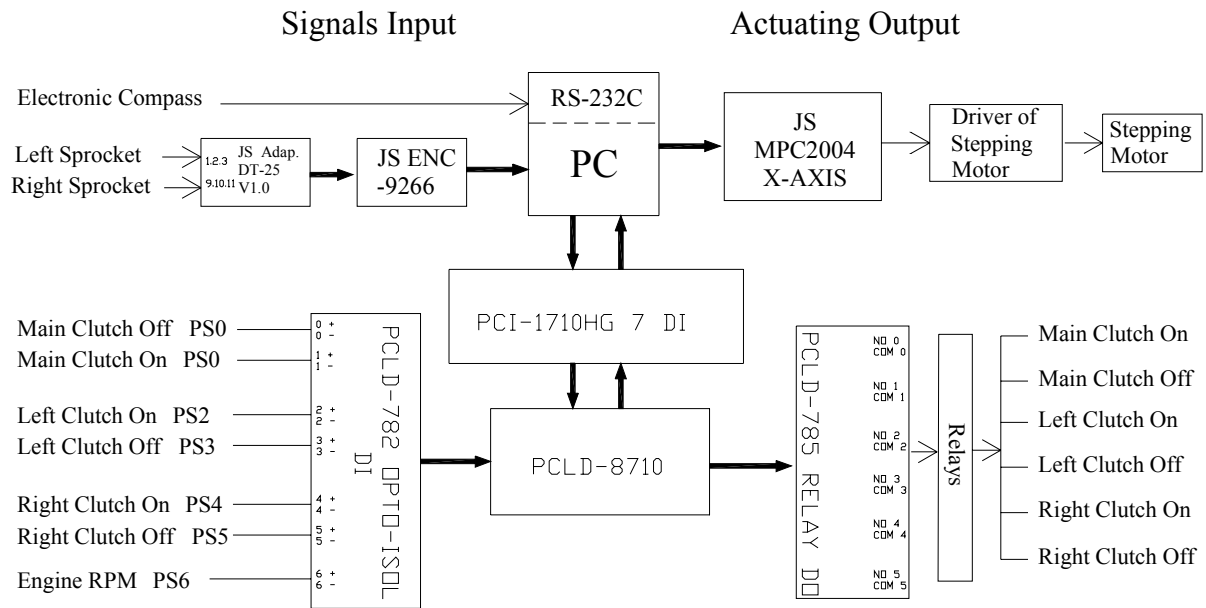 Signals Input
Actuating Output
Electronic Compass
RS-232C
PC
Left Sprocket
Right Sprocket
1.2.3
9.10.11
JS Adap.
DT-25
V1.0
JS ENC
-9266
JS
MPC2004
X-AXIS
Driver of
Stepping
Motor
Stepping
Motor
PCI-1710HG 7 DI
Main Clutch Off PS0
Main Clutch On PS0
Left Clutch On PS2
Left Clutch Off PS3
Right Clutch On PS4
Right Clutch Off PS5
Engine RPM PS6
0 +
0 -
1 +
1 -
2 +
2 -
3 +
3 -
4 +
4 -
5 +
5 -
6 +
6 -
PCLD-782 OPTO-ISOL
DI
PCLD-8710
PCLD-785 RELAY DO
NO 0
COM 0
NO 1
COM 1
NO 2
COM 2
NO 3
COM 3
NO 4
COM 4
NO 5
COM 5
Relays
Main Clutch On
Main Clutch Off
Left Clutch On
Left Clutch Off
Right Clutch On
Right Clutch Off